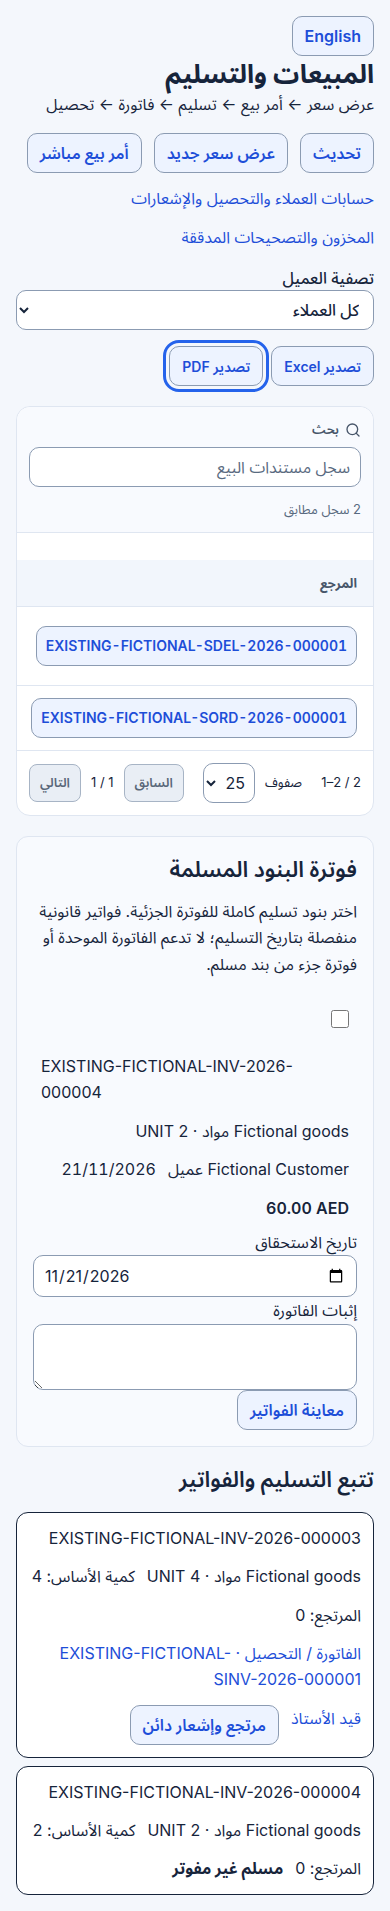 English
المبيعات والتسليم
عرض سعر ← أمر بيع ← تسليم ← فاتورة ← تحصيل
تحديث
عرض سعر جديد
أمر بيع مباشر
حسابات العملاء والتحصيل والإشعارات
المخزون والتصحيحات المدققة
تصفية العميل
كل العملاء
تصدير Excel
تصدير PDF
بحث
سجل مستندات البيع
2 سجل مطابق
المرجع
EXISTING-FICTIONAL-SDEL-2026-000001
EXISTING-FICTIONAL-SORD-2026-000001
1–2 / 2
صفوف
25
السابق
1 / 1
التالي
فوترة البنود المسلمة
اختر بنود تسليم كاملة للفوترة الجزئية. فواتير قانونية
منفصلة بتاريخ التسليم؛ لا تدعم الفاتورة الموحدة أو
فوترة جزء من بند مسلم.
EXISTING-FICTIONAL-INV-2026-
000004
Fictional goods مواد · 2 UNIT
Fictional Customer عميل 21/11/2026
60.00 AED
تاريخ الاستحقاق
11/21/2026
إثبات الفاتورة
معاينة الفواتير
تتبع التسليم والفواتير
EXISTING-FICTIONAL-INV-2026-000003
Fictional goods مواد · 4 UNIT كمية الأساس: 4
المرتجع: 0
الفاتورة / التحصيل · EXISTING-FICTIONAL-
SINV-2026-000001
قيد الأستاذ
مرتجع وإشعار دائن
EXISTING-FICTIONAL-INV-2026-000004
Fictional goods مواد · 2 UNIT كمية الأساس: 2
المرتجع: 0 مسلم غير مفوتر